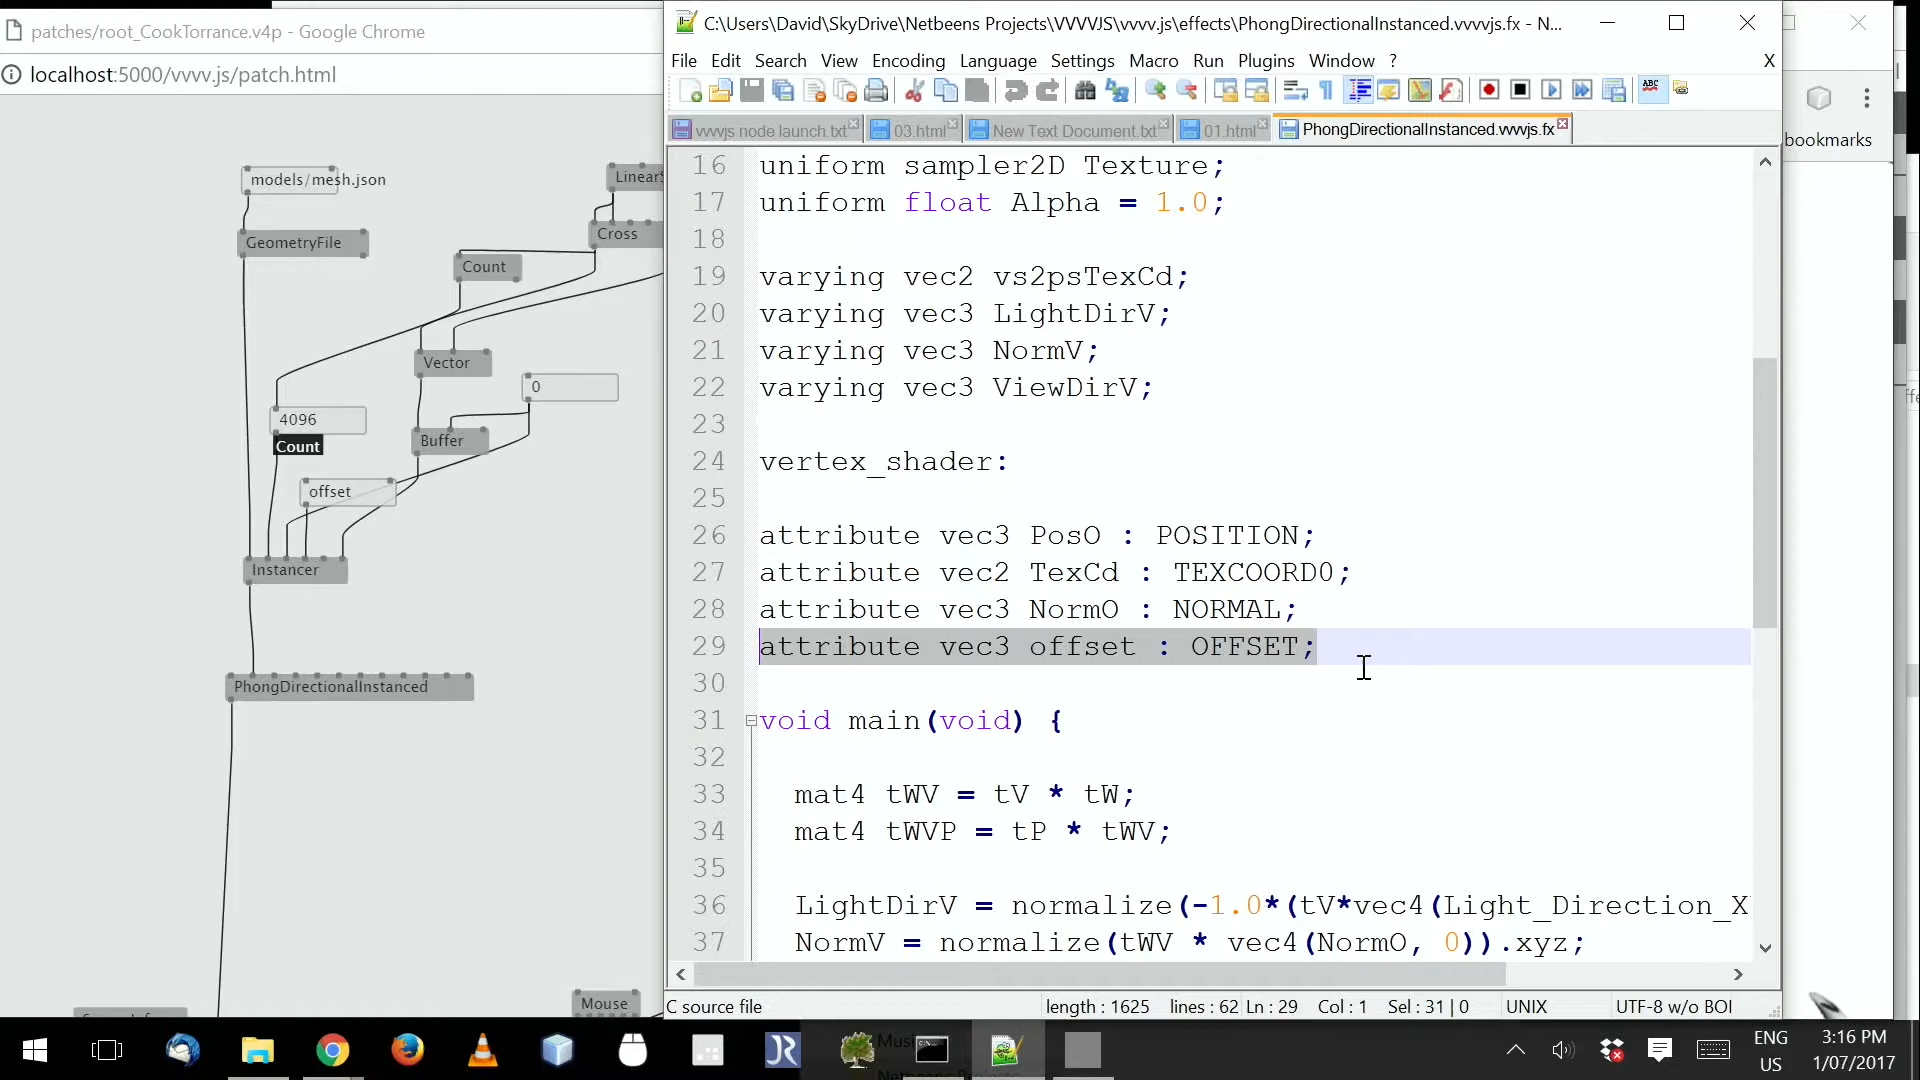 patches/root_CookTorrance.v4p - Google Chrome
localhost:5000/vvvv.js/patch.html
models/mesh.json
GeometryFile
Count
Cross
Vector
0
4096
Count
Buffer
offset
Instancer
PhongDirectionalInstanced
Mouse
C:\Users\David\SkyDrive\Netbeens Projects\VVVVJS\vvvv.js\effects\PhongDirectionalInstanced.vvvvjs.fx - N...
File Edit Search View Encoding Language Settings Macro Run Plugins Window ? X
vvvvjs node launch.txt 03.html New Text Document.txt 01.html PhongDirectionalInstanced.vvvvjs.fx
16 uniform sampler2D Texture;
17 uniform float Alpha = 1.0;
18
19 varying vec2 vs2psTexCd;
20 varying vec3 LightDirV;
21 varying vec3 NormV;
22 varying vec3 ViewDirV;
23
24 vertex_shader:
25
26 attribute vec3 PosO : POSITION;
27 attribute vec2 TexCd : TEXCOORD0;
28 attribute vec3 NormO : NORMAL;
29 attribute vec3 offset : OFFSET;
30
31 void main(void) {
32
33 mat4 tWV = tV * tW;
34 mat4 tWVP = tP * tWV;
35
36 LightDirV = normalize(-1.0*(tV*vec4(Light_Direction_X
37 NormV = normalize(tWV * vec4(NormO, 0)).xyz;
C source file length : 1625 lines : 62 Ln : 29 Col : 1 Sel : 31 | 0 UNIX UTF-8 w/o BOI
bookmarks
ENG
US
3:16 PM
1/07/2017